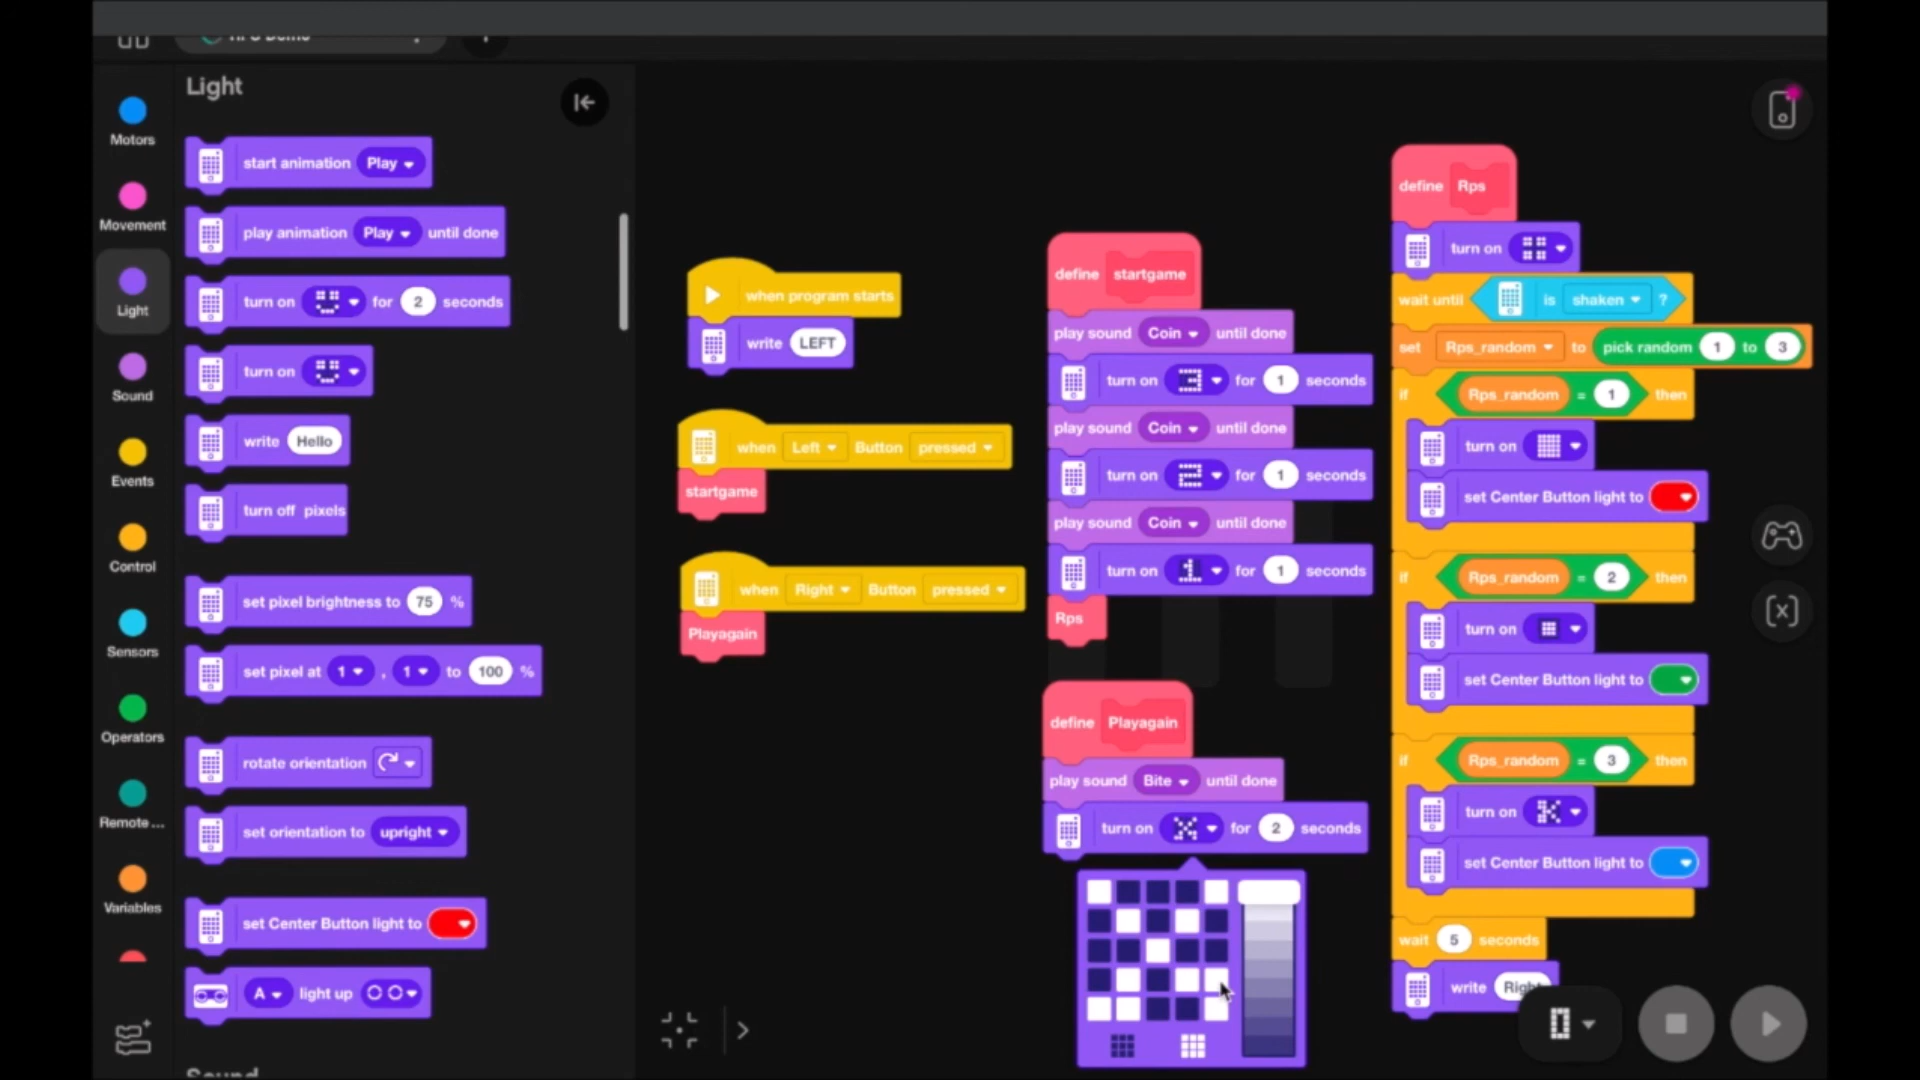 Light
Motors
Movement
Light
Sound
Events
Control
Sensors
Operators
Remote ...
Variables
start animation Play
play animation Play until done
turn on for 2 seconds
turn on
write Hello
turn off pixels
set pixel brightness to 75 %
set pixel at 1 , 1 to 100 %
rotate orientation
set orientation to upright
set Center Button light to
A light up
Sound
when program starts
write LEFT
when Left Button pressed
startgame
when Right Button pressed
Playagain
define startgame
play sound Coin until done
turn on for 1 seconds
play sound Coin until done
turn on for 1 seconds
play sound Coin until done
turn on for 1 seconds
Rps
define Playagain
play sound Bite until done
turn on for 2 seconds
define Rps
turn on
wait until is shaken ?
set Rps_random to pick random 1 to 3
if Rps_random = 1 then
turn on
set Center Button light to
if Rps_random = 2 then
turn on
set Center Button light to
if Rps_random = 3 then
turn on
set Center Button light to
wait 5 seconds
write Right